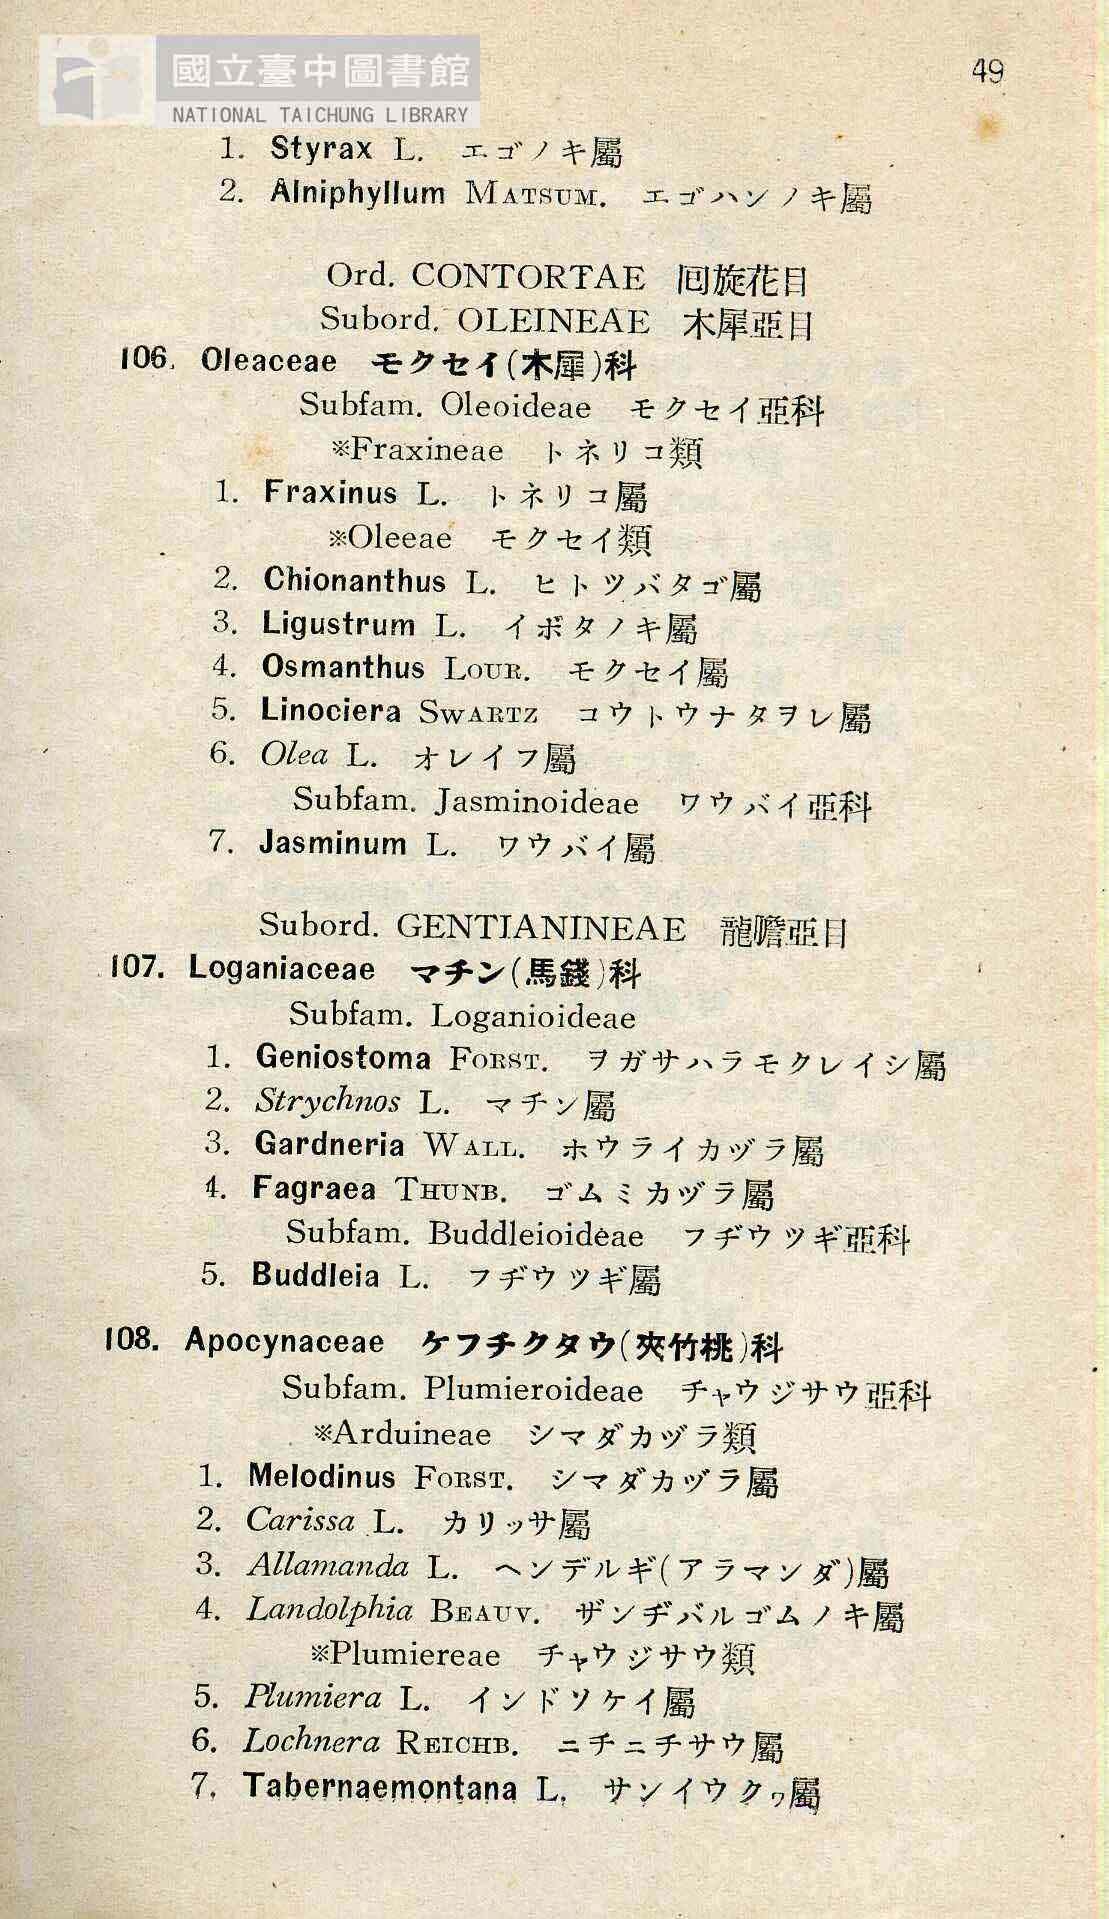 國立臺中圖書館
NATIONAL TAICHUNG LIBRARY
49
1. Styrax L. エゴノキ屬
2. Alniphyllum MATSUM. エゴハンノキ屬
Ord. CONTORTAE 回旋花目
Subord. OLEINEAE 木犀亞目
106. Oleaceae モクセイ(木犀)科
Subfam. Oleoideae モクセイ亞科
※Fraxineae トネリコ類
1. Fraxinus L. トネリコ屬
※Oleeae モクセイ類
2. Chionanthus L. ヒトツバタゴ屬
3. Ligustrum L. イボタノキ屬
4. Osmanthus LOUR. モクセイ屬
5. Linociera SWARTZ コウトウナタヲレ屬
6. Olea L. オレイフ屬
Subfam. Jasminoideae ワウバイ亞科
7. Jasminum L. ワウバイ屬
Subord. GENTIANINEAE 龍膽亞目
107. Loganiaceae マチン(馬錢)科
Subfam. Loganioideae
1. Geniostoma FORST. ヲガサハラモクレイシ屬
2. Strychnos L. マチン屬
3. Gardneria WALL. ホウライカヅラ屬
4. Fagraea THUNB. ゴムミカヅラ屬
Subfam. Buddleioideae フヂウツギ亞科
5. Buddleia L. フヂウツギ屬
108. Apocynaceae ケフチクタウ(夾竹桃)科
Subfam. Plumieroideae チャウジサウ亞科
※Arduineae シマダカヅラ類
1. Melodinus FORST. シマダカヅラ屬
2. Carissa L. カリッサ屬
3. Allamanda L. ヘンデルギ(アラマンダ)屬
4. Landolphia BEAUV. ザンヂバルゴムノキ屬
※Plumiereae チャウジサウ類
5. Plumiera L. インドソケイ屬
6. Lochnera REICHB. ニチニチサウ屬
7. Tabernaemontana L. サンイウクヮ屬